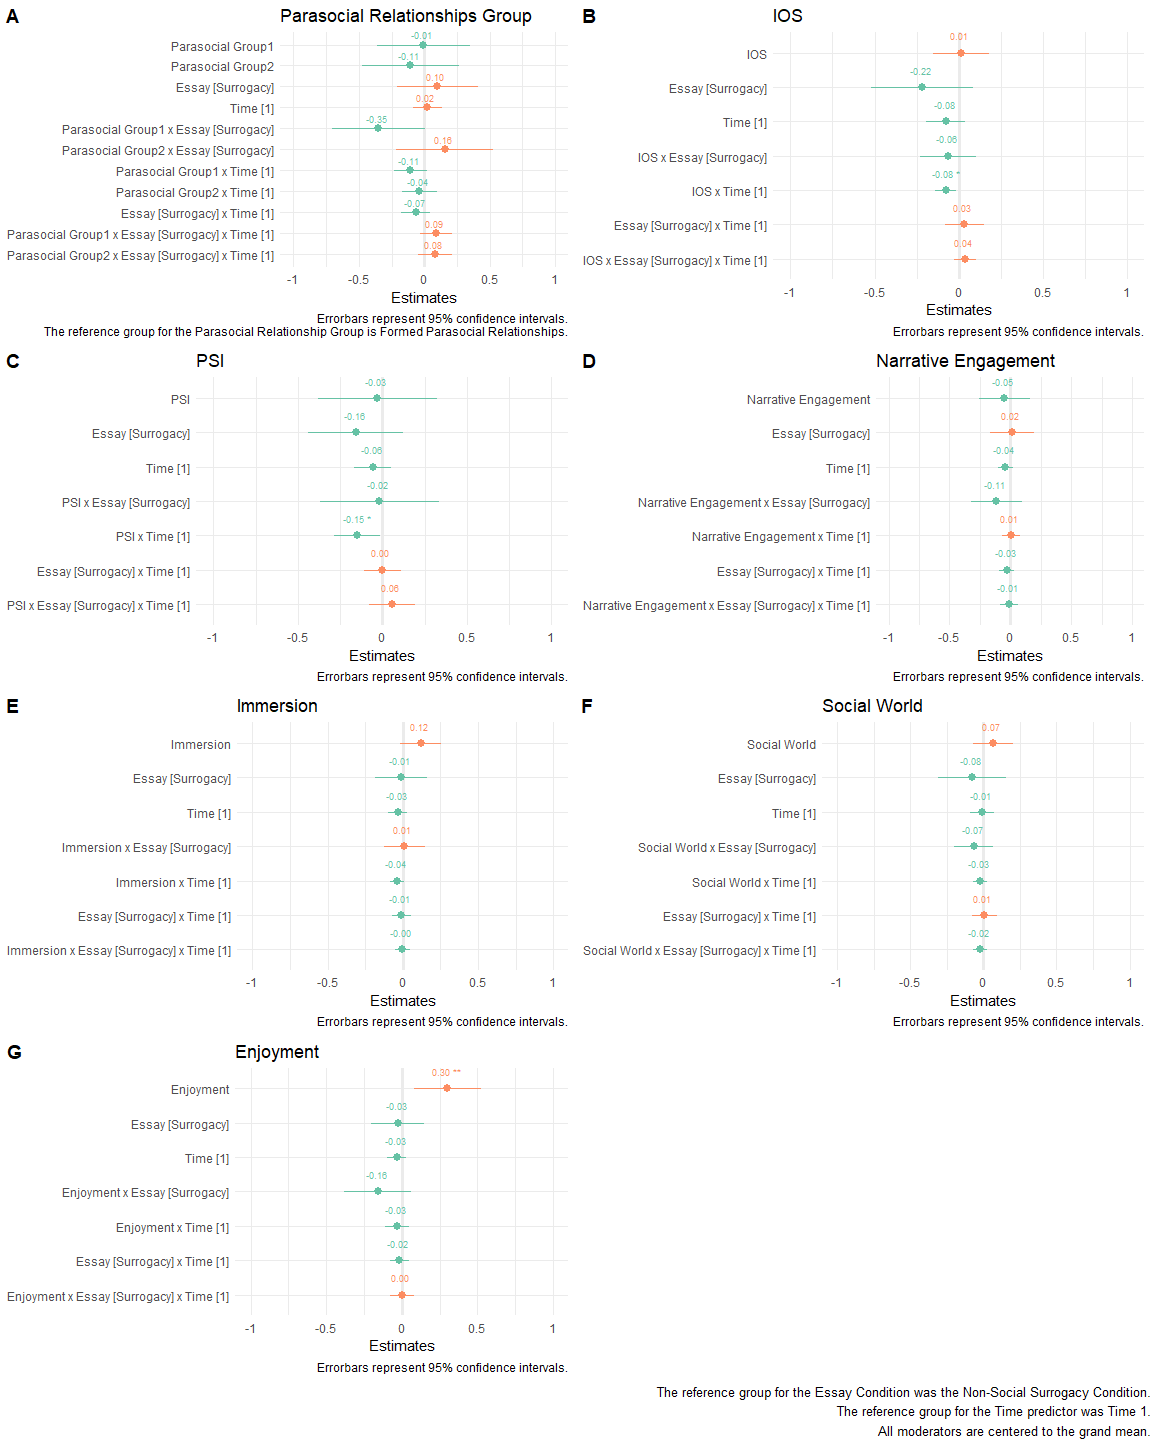 A
Parasocial Relationships Group
Parasocial Group1
-0.01
Parasocial Group2
-0.11
Essay [Surrogacy]
0.10
Time [1]
0.02
Parasocial Group1 x Essay [Surrogacy]
-0.35
Parasocial Group2 x Essay [Surrogacy]
0.16
Parasocial Group1 x Time [1]
-0.11
Parasocial Group2 x Time [1]
-0.04
Essay [Surrogacy] x Time [1]
-0.07
Parasocial Group1 x Essay [Surrogacy] x Time [1]
0.09
Parasocial Group2 x Essay [Surrogacy] x Time [1]
0.08
-1 -0.5 0 0.5 1
Estimates
Errorbars represent 95% confidence intervals.
The reference group for the Parasocial Relationship Group is Formed Parasocial Relationships.
B
IOS
IOS
0.01
Essay [Surrogacy]
-0.22
Time [1]
-0.08
IOS x Essay [Surrogacy]
-0.06
IOS x Time [1]
-0.08 *
Essay [Surrogacy] x Time [1]
0.03
IOS x Essay [Surrogacy] x Time [1]
0.04
-1 -0.5 0 0.5 1
Estimates
Errorbars represent 95% confidence intervals.
C
PSI
PSI
-0.03
Essay [Surrogacy]
-0.16
Time [1]
-0.06
PSI x Essay [Surrogacy]
-0.02
PSI x Time [1]
-0.15 *
Essay [Surrogacy] x Time [1]
0.00
PSI x Essay [Surrogacy] x Time [1]
0.06
-1 -0.5 0 0.5 1
Estimates
Errorbars represent 95% confidence intervals.
D
Narrative Engagement
Narrative Engagement
-0.05
Essay [Surrogacy]
0.02
Time [1]
-0.04
Narrative Engagement x Essay [Surrogacy]
-0.11
Narrative Engagement x Time [1]
0.01
Essay [Surrogacy] x Time [1]
-0.03
Narrative Engagement x Essay [Surrogacy] x Time [1]
-0.01
-1 -0.5 0 0.5 1
Estimates
Errorbars represent 95% confidence intervals.
E
Immersion
Immersion
0.12
Essay [Surrogacy]
-0.01
Time [1]
-0.03
Immersion x Essay [Surrogacy]
0.01
Immersion x Time [1]
-0.04
Essay [Surrogacy] x Time [1]
-0.01
Immersion x Essay [Surrogacy] x Time [1]
-0.00
-1 -0.5 0 0.5 1
Estimates
Errorbars represent 95% confidence intervals.
F
Social World
Social World
0.07
Essay [Surrogacy]
-0.08
Time [1]
-0.01
Social World x Essay [Surrogacy]
-0.07
Social World x Time [1]
-0.03
Essay [Surrogacy] x Time [1]
0.01
Social World x Essay [Surrogacy] x Time [1]
-0.02
-1 -0.5 0 0.5 1
Estimates
Errorbars represent 95% confidence intervals.
G
Enjoyment
Enjoyment
0.30 **
Essay [Surrogacy]
-0.03
Time [1]
-0.03
Enjoyment x Essay [Surrogacy]
-0.16
Enjoyment x Time [1]
-0.03
Essay [Surrogacy] x Time [1]
-0.02
Enjoyment x Essay [Surrogacy] x Time [1]
0.00
-1 -0.5 0 0.5 1
Estimates
Errorbars represent 95% confidence intervals.
The reference group for the Essay Condition was the Non-Social Surrogacy Condition.
The reference group for the Time predictor was Time 1.
All moderators are centered to the grand mean.